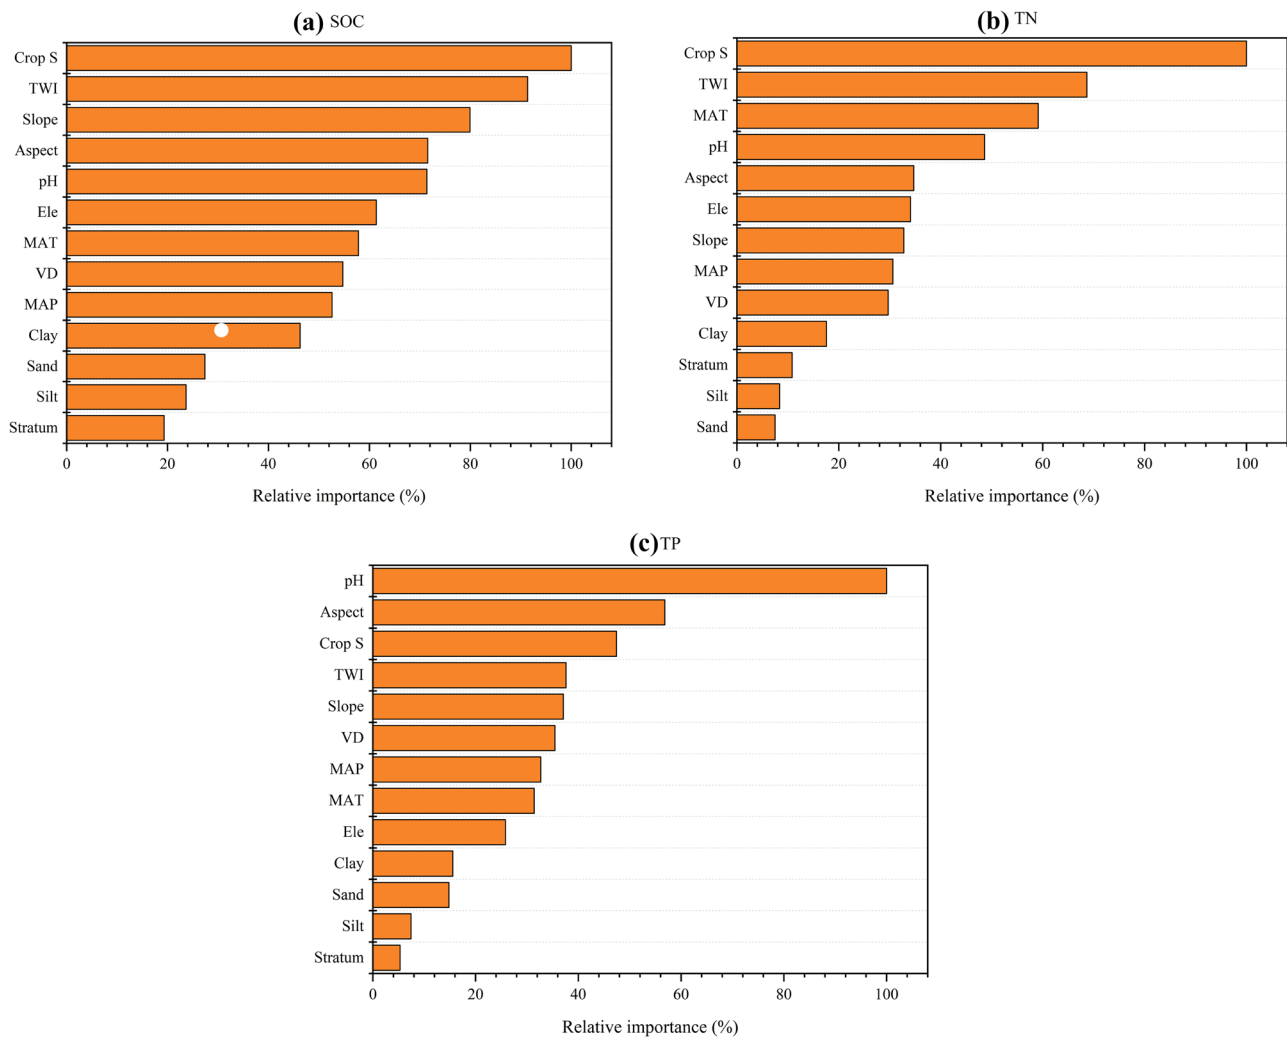 (a) SOC
Crop S
TWI
Slope
Aspect
pH
Ele
MAT
VD
MAP
Clay
Sand
Silt
Stratum
0 20 40 60 80 100
Relative importance (%)
(b) TN
Crop S
TWI
MAT
pH
Aspect
Ele
Slope
MAP
VD
Clay
Stratum
Silt
Sand
0 20 40 60 80 100
Relative importance (%)
(c) TP
pH
Aspect
Crop S
TWI
Slope
VD
MAP
MAT
Ele
Clay
Sand
Silt
Stratum
0 20 40 60 80 100
Relative importance (%)